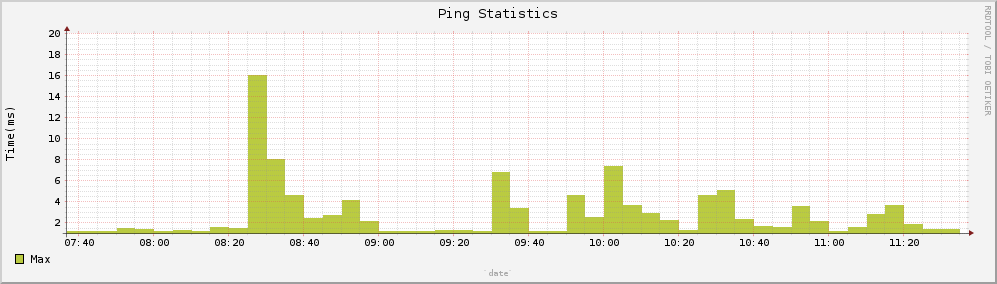 Ping Statistics
RRDTOOL / TOBI OETIKER
Time(ms)
20
18
16
14
12
10
8
6
4
2
07:40 08:00 08:20 08:40 09:00 09:20 09:40 10:00 10:20 10:40 11:00 11:20
Max
`date`